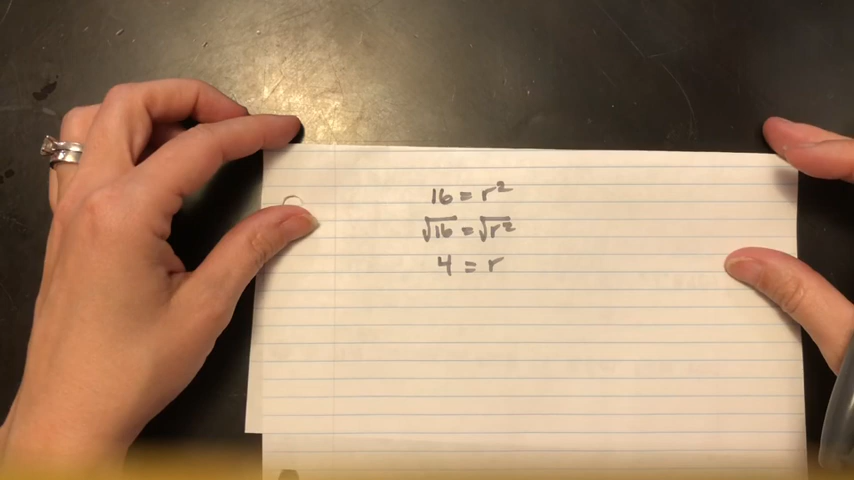 16 = r²
√16 = √r²
4 = r